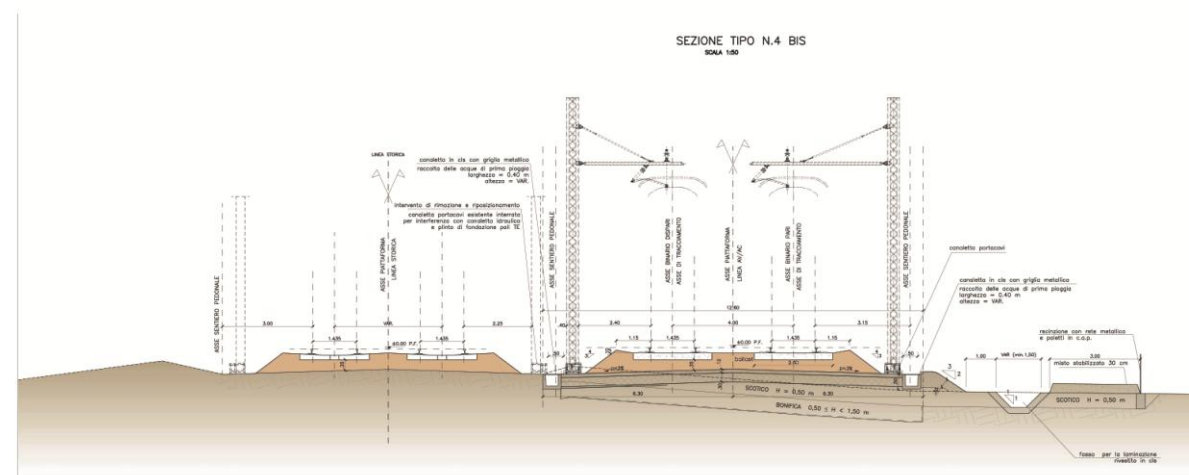 SEZIONE TIPO N.4 BIS
SCALA 1:50
LINEA STORICA
canaletta in cls con griglia metallica
raccolta delle acque di prima pioggia
larghezza = 0.40 m
altezza = VAR.
intervento di rimozione e riposizionamento
canaletta portacavi esistente interrata
per interferenza con canaletta idraulica
e plinto di fondazione pali TE
ASSE SENTIERO PEDONALE
ASSE PIATTAFORMA
LINEA STORICA
ASSE SENTIERO PEDONALE
ASSE BINARIO DISPARI
ASSE DI TRACCIAMENTO
ASSE PIATTAFORMA
LINEA AV/AC
ASSE BINARIO PARI
ASSE DI TRACCIAMENTO
ASSE SENTIERO PEDONALE
canaletta portacavi
canaletta in cls con griglia metallica
raccolta delle acque di prima pioggia
larghezza = 0.40 m
altezza = VAR.
recinzione con rete metallica
e paletti in c.a.p.
misto stabilizzato 30 cm
12.60
3.00
VAR.
2.25
.40
2.40
4.00
3.15
1.435
1.435
1.15
1.435
1.435
1.15
±0.00 P.F.
±0.00 P.F.
1.00
VAR (min.1,50)
3.00
ballast
SCOTICO H = 0,50 m
6.30
6.30
BONIFICA 0,50 ≤ H < 1,50 m
SCOTICO H = 0,50 m
fosso per la laminazione
rivestito in cls